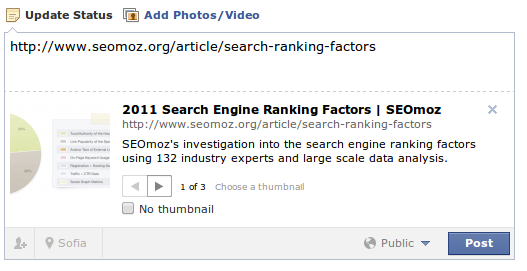 Update Status Add Photos/Video
http://www.seomoz.org/article/search-ranking-factors
2011 Search Engine Ranking Factors | SEOmoz
http://www.seomoz.org/article/search-ranking-factors
SEOmoz's investigation into the search engine ranking factors
using 132 industry experts and large scale data analysis.
1 of 3 Choose a thumbnail
No thumbnail
Sofia Public Post